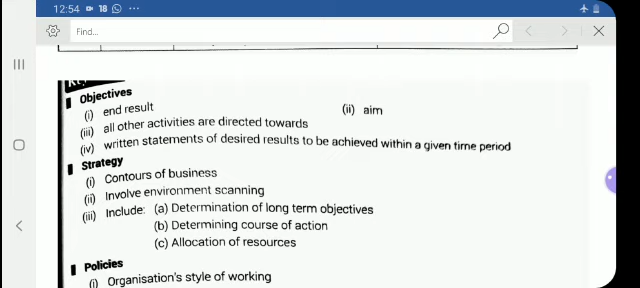 12:54 18 ...
Find...
Objectives
(i) end result (ii) aim
(iii) all other activities are directed towards
(iv) written statements of desired results to be achieved within a given time period
Strategy
(i) Contours of business
(ii) Involve environment scanning
(iii) Include: (a) Determination of long term objectives
(b) Determining course of action
(c) Allocation of resources
Policies
(i) Organisation's style of working